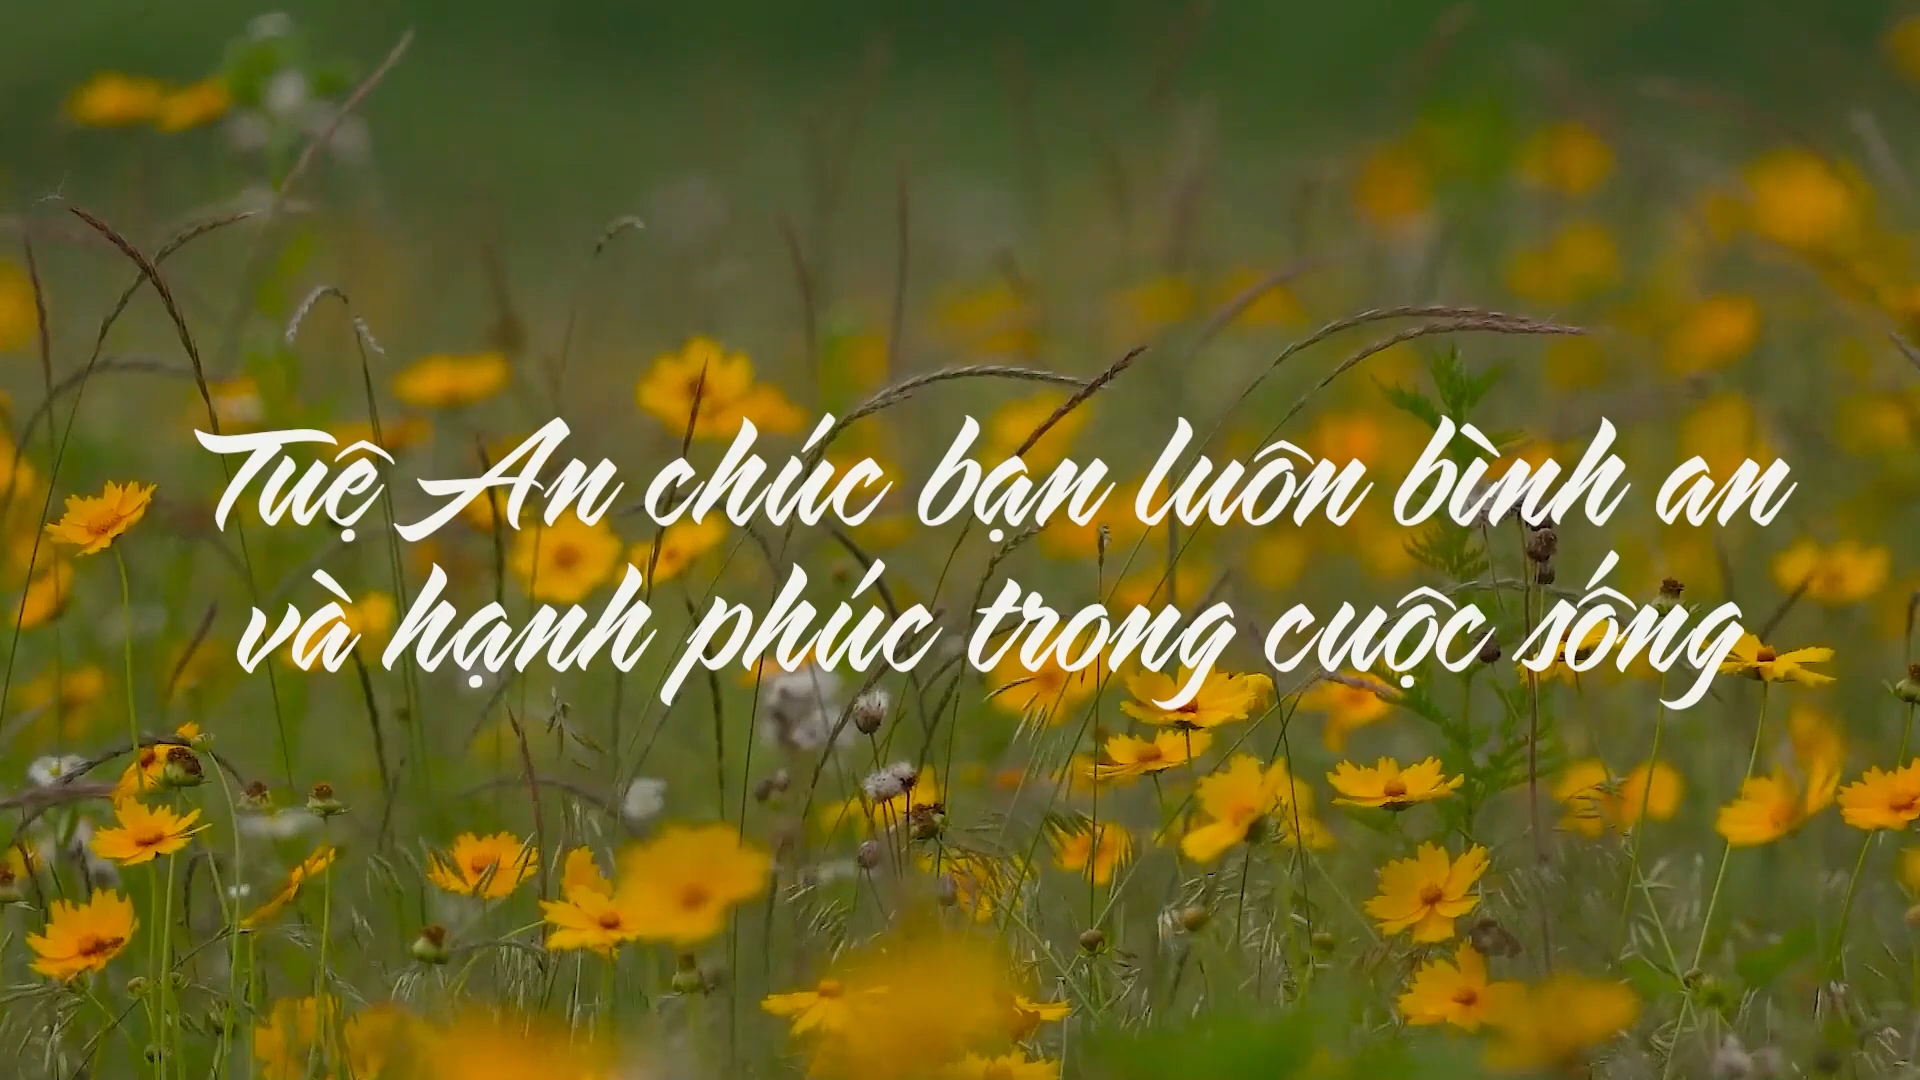 Tuệ An chúc bạn luôn bình an
và hạnh phúc trong cuộc sống